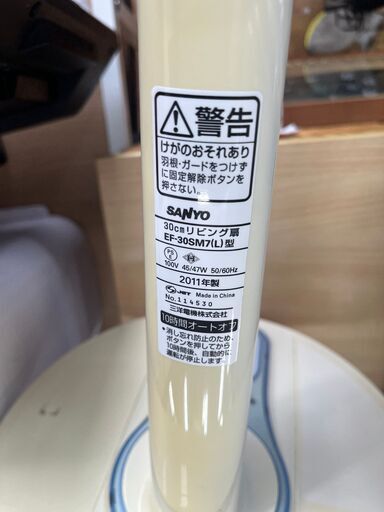 警告
けがのおそれあり
羽根・ガードをつけず
に固定解除ボタンを
押さない。
SANYO
30cmリビング扇
EF-30SM7(L)型
PS
E
100V 46/47W 50/60Hz
2011年製
JET Made in China
No.114530
三洋電機株式会社
10時間オートオフ
・消し忘れ防止のため、
ボタンを押してから
10時間後、自動的に
運転が停止します。